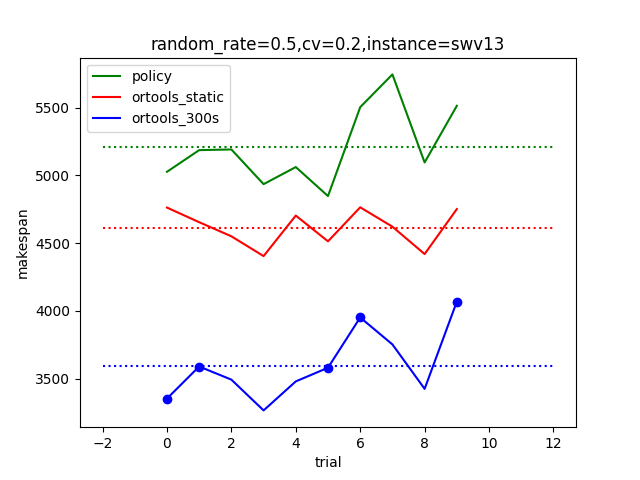 random_rate=0.5,cv=0.2,instance=swv13
policy
ortools_static
ortools_300s
makespan
5500
5000
4500
4000
3500
−2 0 2 4 6 8 10 12
trial